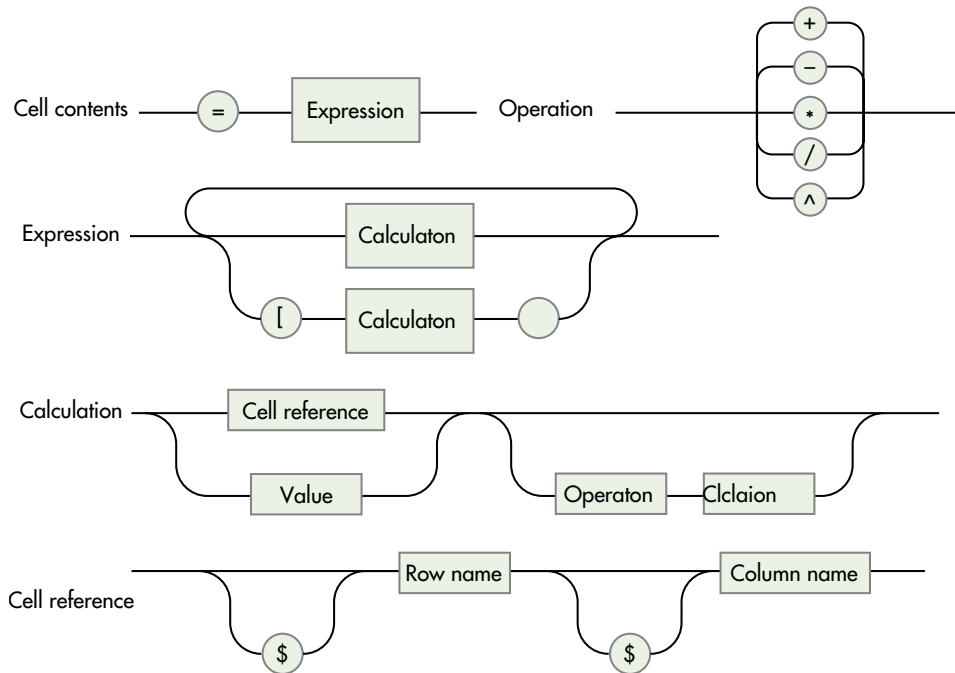 Cell contents
=
Expression
Operation
+
−
*
/
^
Expression
Calculaton
[
Calculaton
Calculation
Cell reference
Value
Operaton
Clclaion
Cell reference
$
Row name
$
Column name